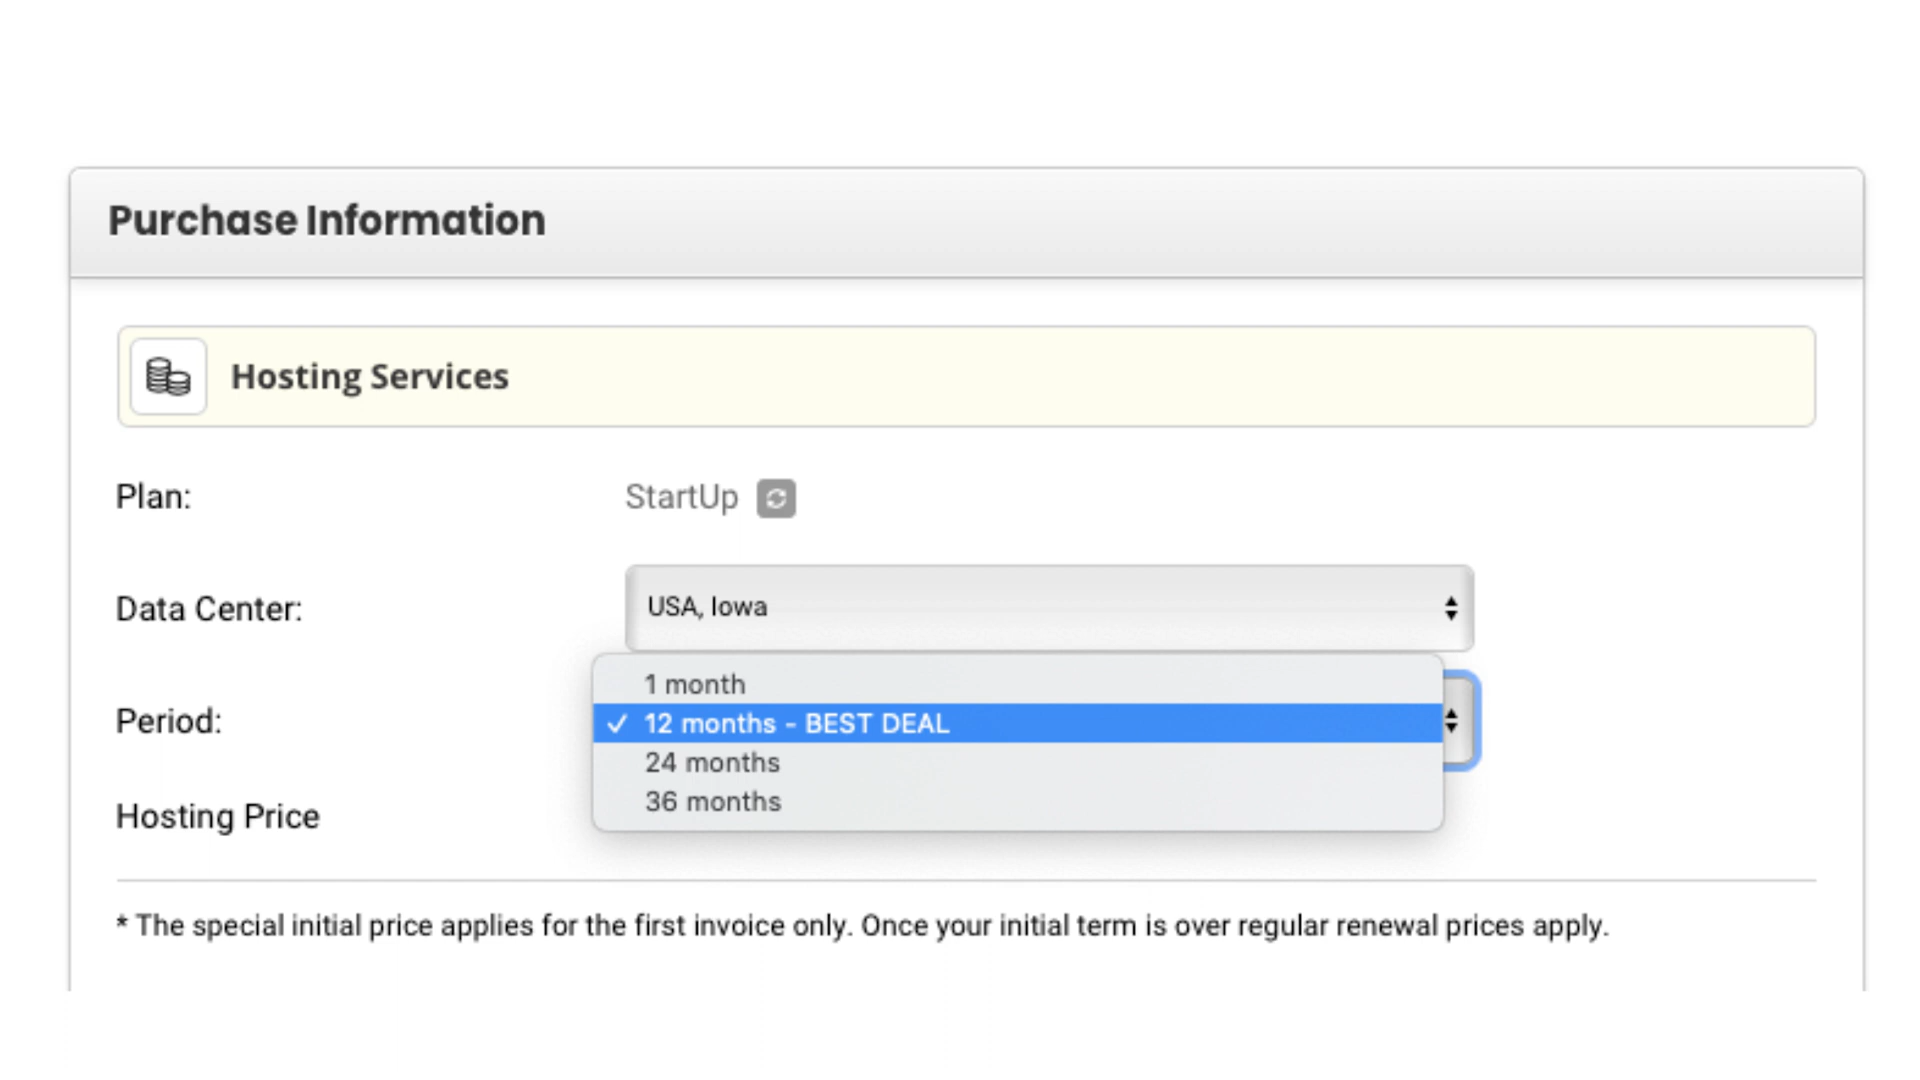 Purchase Information
Hosting Services
Plan:
StartUp
Data Center:
USA, Iowa
Period:
1 month
✓ 12 months - BEST DEAL
24 months
36 months
Hosting Price
* The special initial price applies for the first invoice only. Once your initial term is over regular renewal prices apply.